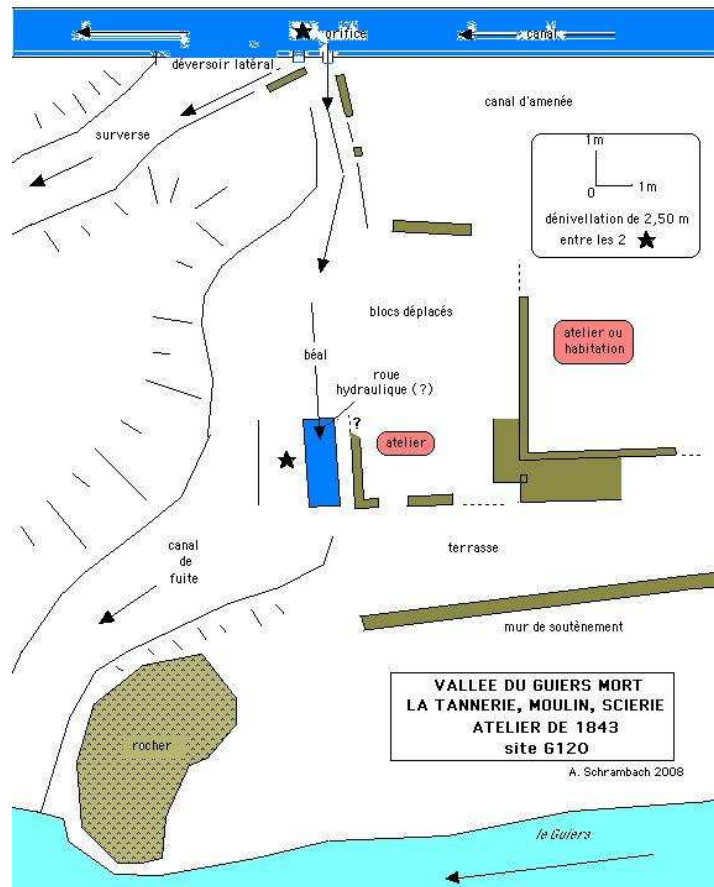 orifice
canal
déversoir latéral
canal d'amenée
surverse
1m
0
1m
dénivellation de 2,50 m
entre les 2
blocs déplacés
atelier ou
habitation
béal
roue
hydraulique (?)
?
atelier
canal
de
fuite
terrasse
mur de soutènement
VALLEE DU GUIERS MORT
LA TANNERIE, MOULIN, SCIERIE
ATELIER DE 1843
site G120
A. Schrambach 2008
rocher
le Guiers